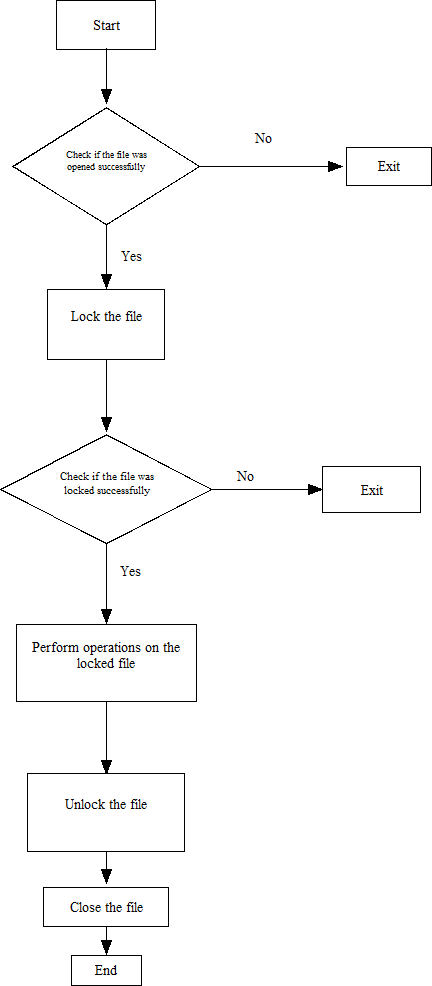 Start
Check if the file was
opened successfully
No
Exit
Yes
Lock the file
Check if the file was
locked successfully
No
Exit
Yes
Perform operations on the
locked file
Unlock the file
Close the file
End